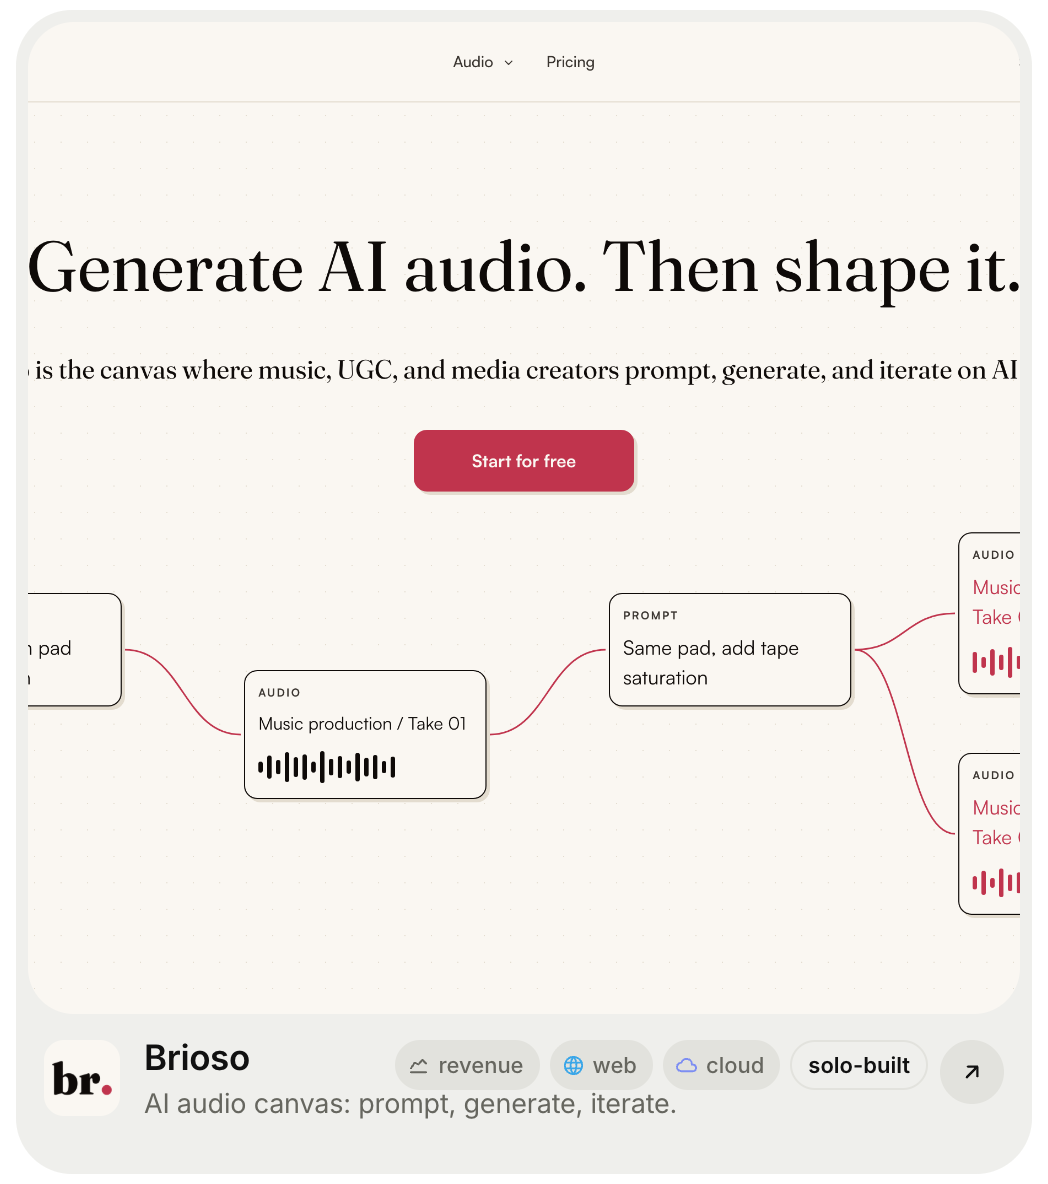 Audio Pricing
Generate AI audio. Then shape it.
is the canvas where music, UGC, and media creators prompt, generate, and iterate on AI
Start for free
pad
AUDIO
Music production / Take 01
PROMPT
Same pad, add tape
saturation
AUDIO
Music
Take
AUDIO
Music
Take
br.
Brioso
revenue
web
cloud
solo-built
AI audio canvas: prompt, generate, iterate.